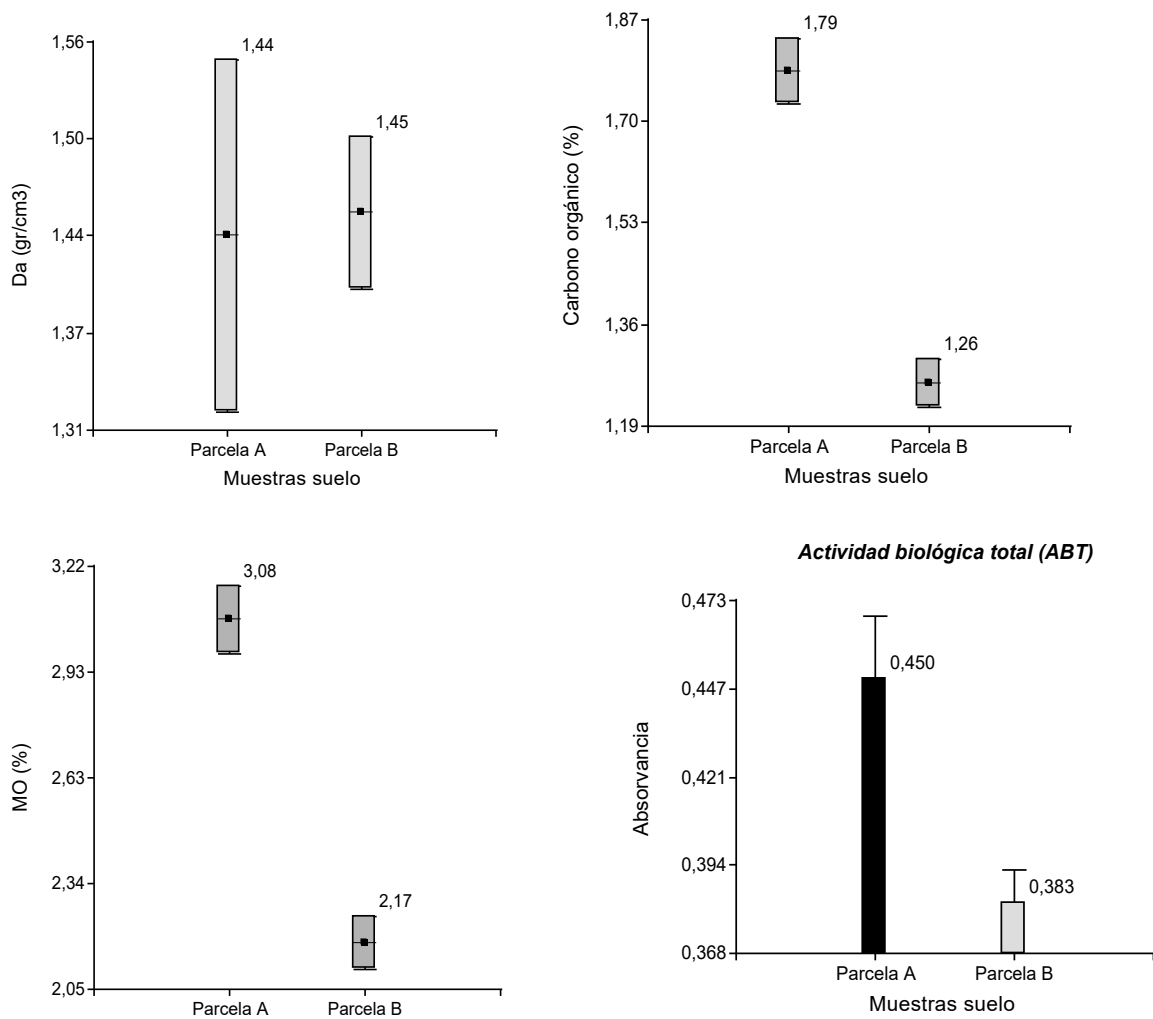 1,56
1,50
1,44
1,37
1,31
Da (gr/cm3)
1,44
1,45
Parcela A Parcela B
Muestras suelo
1,87
1,70
1,53
1,36
1,19
Carbono orgánico (%)
1,79
1,26
Parcela A Parcela B
Muestras suelo
3,22
2,93
2,63
2,34
2,05
MO (%)
3,08
2,17
Parcela A Parcela B
Actividad biológica total (ABT)
0,473
0,447
0,421
0,394
0,368
Absorvancia
0,450
0,383
Parcela A Parcela B
Muestras suelo